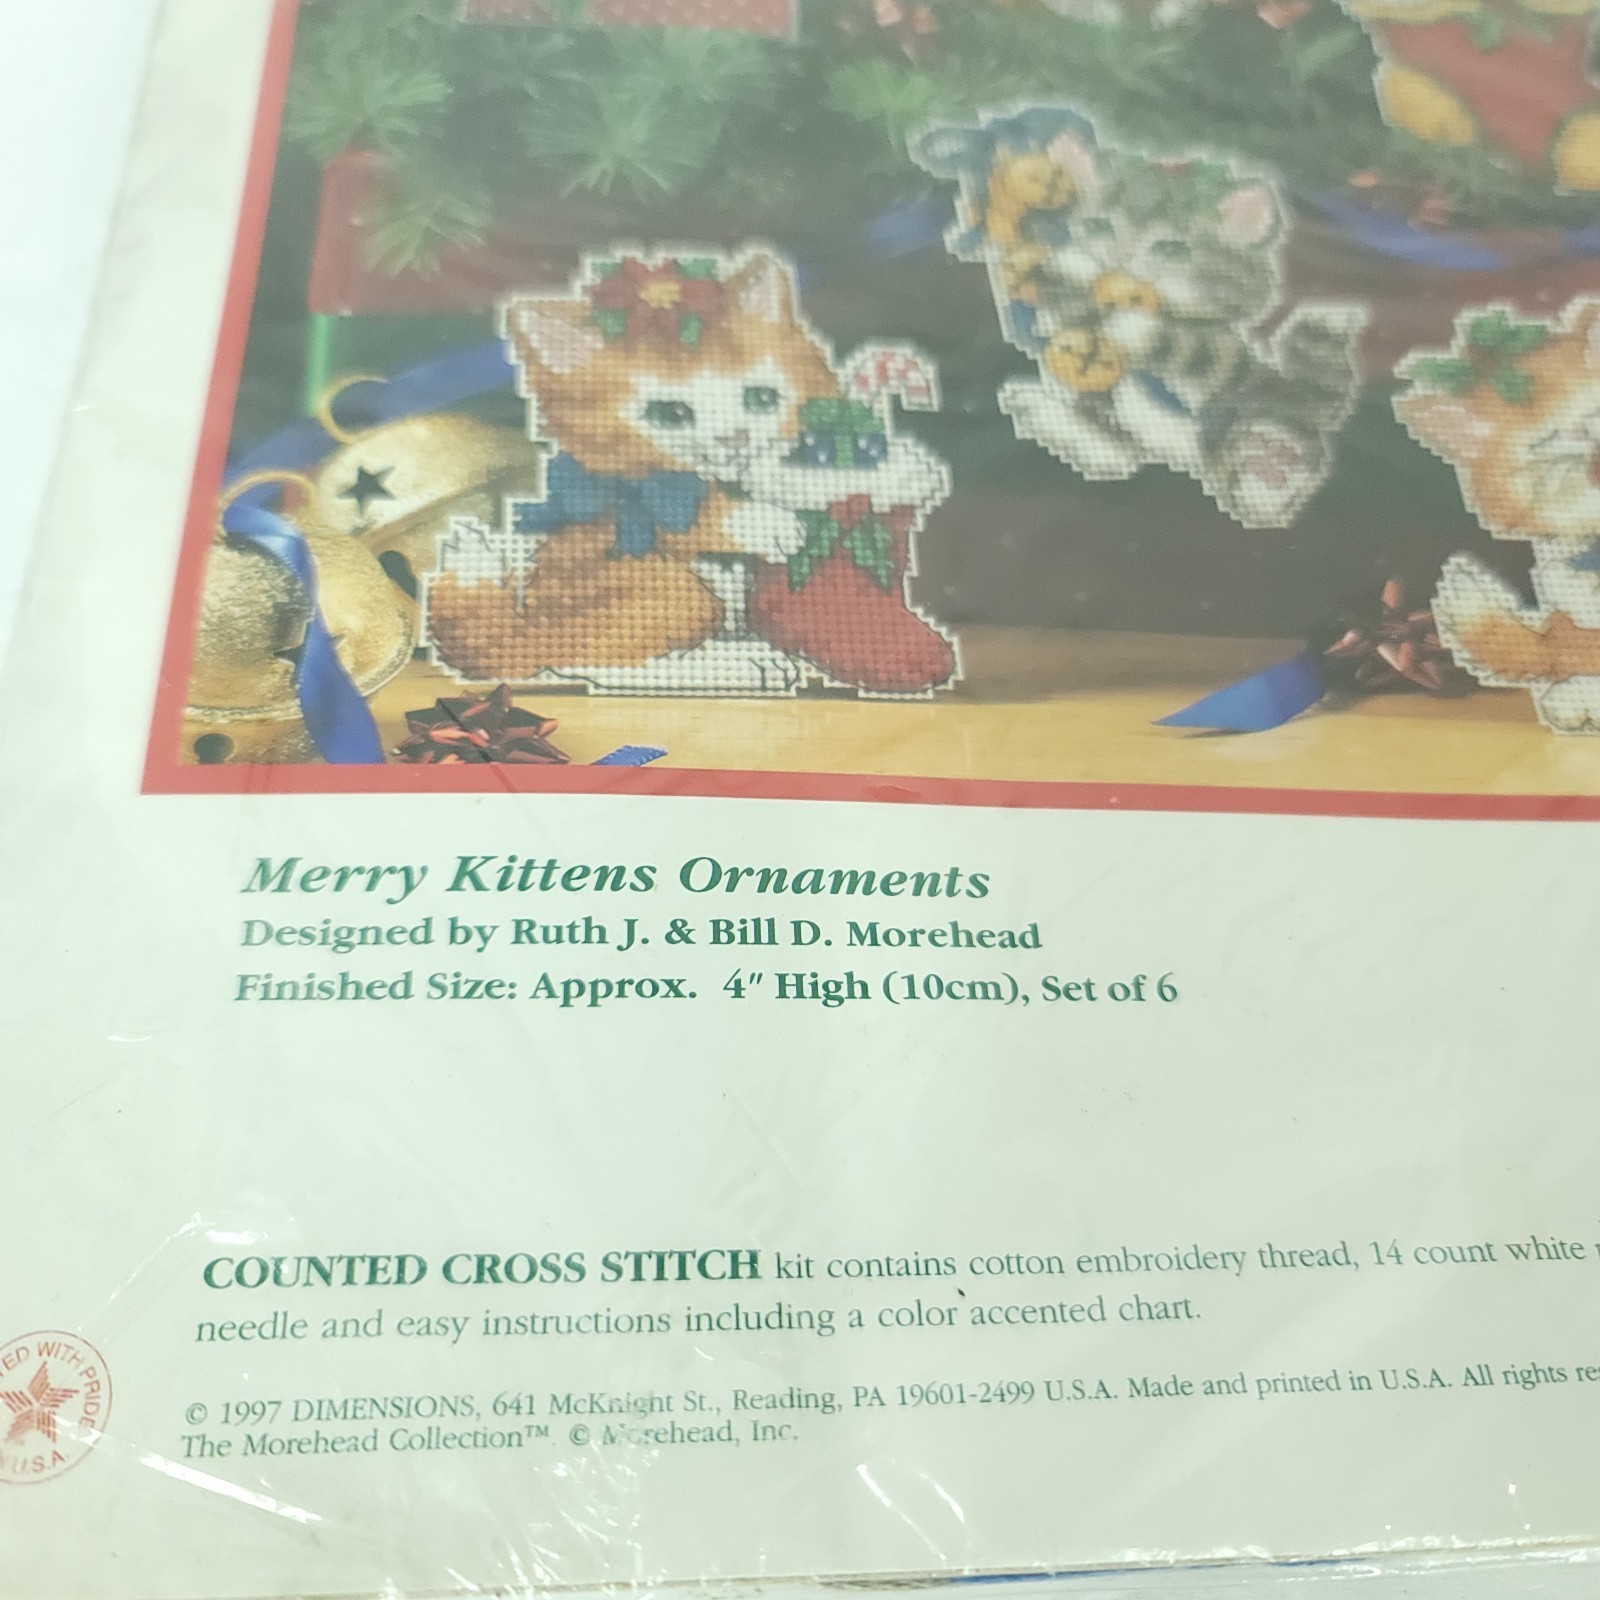 Merry Kittens Ornaments
Designed by Ruth J. & Bill D. Morehead
Finished Size: Approx. 4" High (10cm), Set of 6
COUNTED CROSS STITCH kit contains cotton embroidery thread, 14 count white
needle and easy instructions including a color accented chart.
© 1997 DIMENSIONS, 641 McKnight St., Reading, PA 19601-2499 U.S.A. Made and printed in U.S.A. All rights
The Morehead Collection™ © Morehead, Inc.
WITH PRIDE
U.S.A.